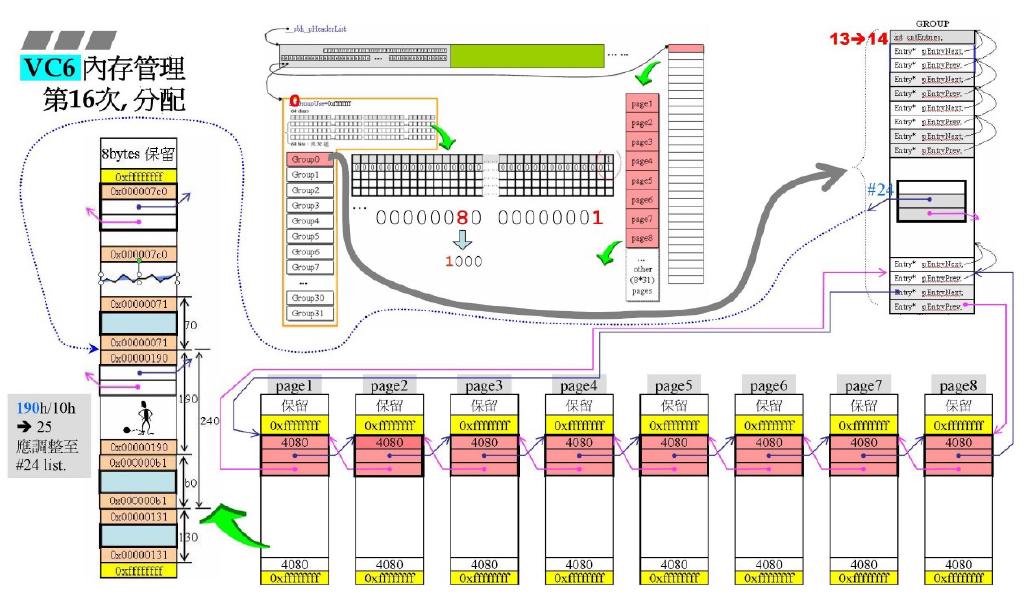 VC6 內存管理
第16次, 分配
8bytes 保留
0xffffffff
0x000007c0
0x000007c0
0x00000071
70
0x00000071
0x00000190
190
240
0x00000190
0x000000b1
b0
0x000000b1
0x00000131
130
0x00000131
0xffffffff
190h/10h
➔ 25
應調整至
#24 list.
__sbh_pHeaderList
... ...
0
Group0
Group1
Group2
Group3
Group4
Group5
Group6
Group7
...
Group30
Group31
...
00000080 00000001
1000
page1
page2
page3
page4
page5
page6
page7
page8
...
other
(8*31)
pages
GROUP
13➔14
int cntEntries;
Entry* pEntryNext;
Entry* pEntryPrev;
Entry* pEntryNext;
Entry* pEntryPrev;
Entry* pEntryNext;
Entry* pEntryPrev;
Entry* pEntryNext;
Entry* pEntryPrev;
#24
Entry* pEntryNext;
Entry* pEntryPrev;
Entry* pEntryNext;
Entry* pEntryPrev;
page1 page2 page3 page4 page5 page6 page7 page8
保留 保留 保留 保留 保留 保留 保留 保留
0xffffffff 0xffffffff 0xffffffff 0xffffffff 0xffffffff 0xffffffff 0xffffffff 0xffffffff
4080 4080 4080 4080 4080 4080 4080 4080
4080 4080 4080 4080 4080 4080 4080 4080
0xffffffff 0xffffffff 0xffffffff 0xffffffff 0xffffffff 0xffffffff 0xffffffff 0xffffffff